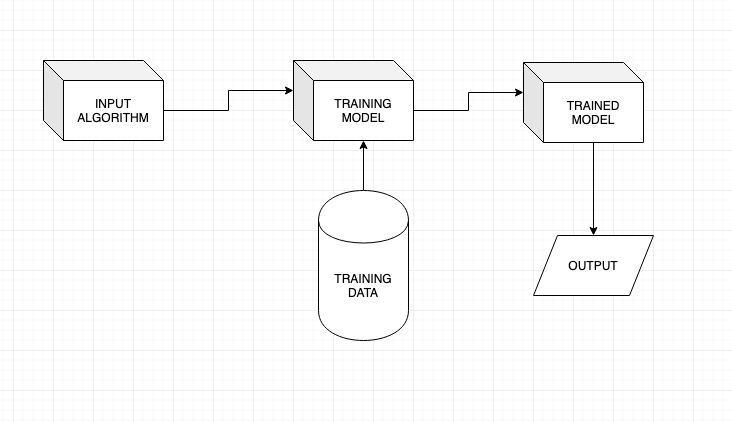 INPUT
ALGORITHM
TRAINING
MODEL
TRAINED
MODEL
TRAINING
DATA
OUTPUT